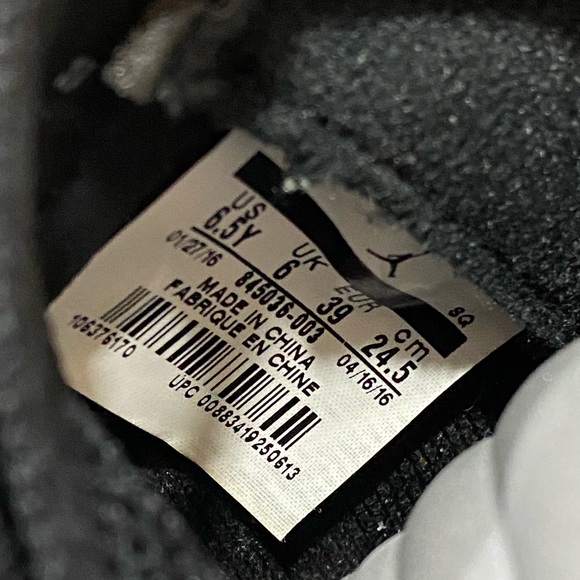 SQ
US UK EUR cm
6.5Y 6 39 24.5
01/27/16 845036-003 04/16/16
MADE IN CHINA
FABRIQUE EN CHINE
106376170
UPC 00883419250613